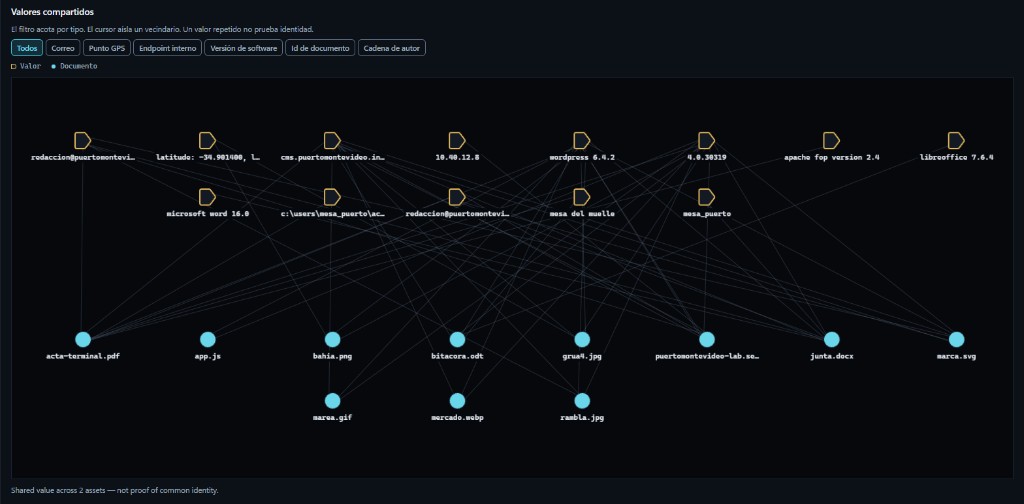 Valores compartidos
El filtro acota por tipo. El cursor aísla un vecindario. Un valor repetido no prueba identidad.
Todos Correo Punto GPS Endpoint interno Versión de software Id de documento Cadena de autor
Valor Documento
redaccion@puertomontevi… latitude: -34.901400, l… cms.puertomontevideo.in… 10.40.12.8 wordpress 6.4.2 4.0.30319 apache fop version 2.4 libreoffice 7.6.4
microsoft word 16.0 c:\users\mesa_puerto\ac… redaccion@puertomontevi… mesa del muelle mesa_puerto
acta-terminal.pdf app.js bahia.png bitacora.odt grua4.jpg puertomontevideo-lab.se… junta.docx marca.svg
marea.gif mercado.webp rambla.jpg
Shared value across 2 assets — not proof of common identity.